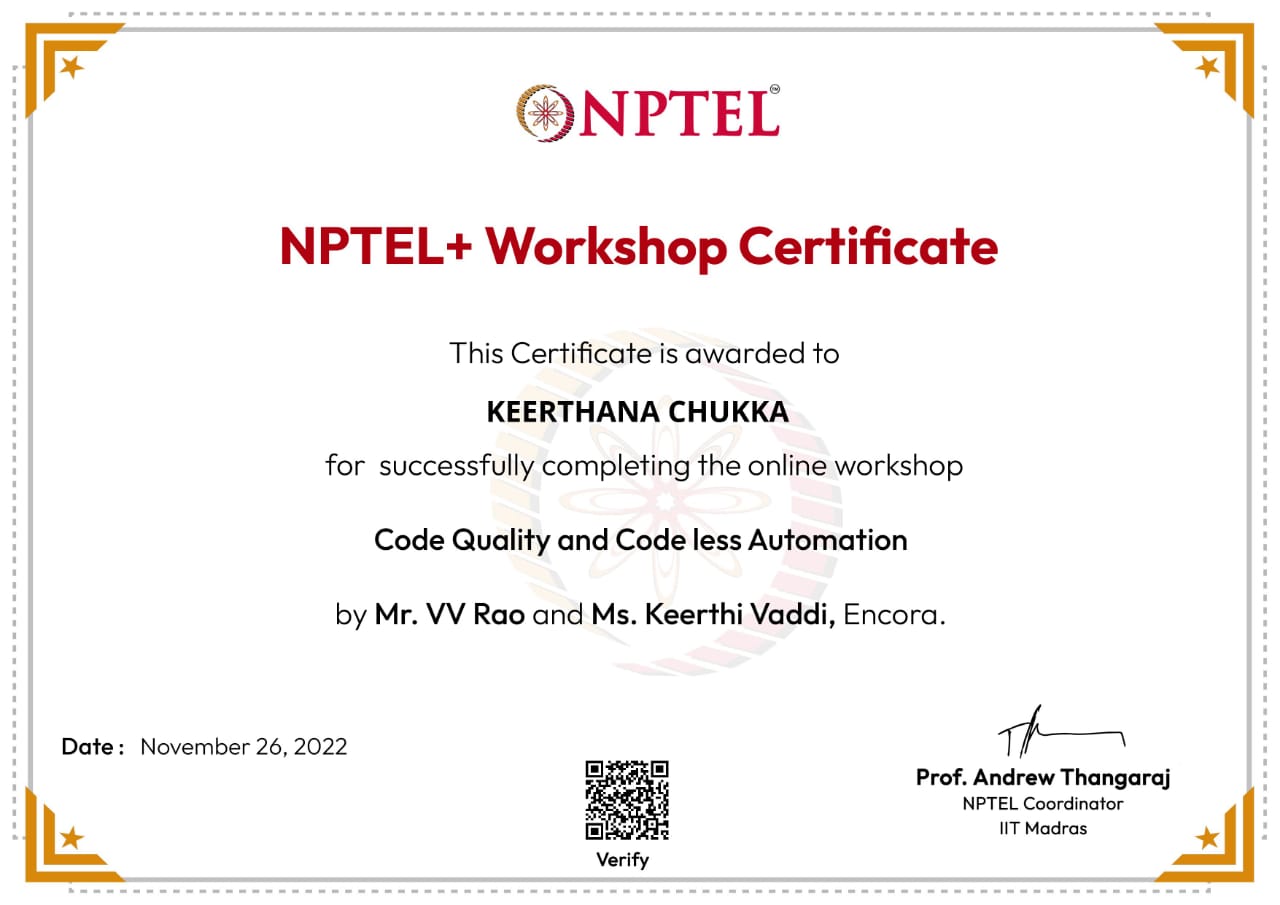 NPTEL™
NPTEL+ Workshop Certificate
This Certificate is awarded to
KEERTHANA CHUKKA
for successfully completing the online workshop
Code Quality and Code less Automation
by Mr. VV Rao and Ms. Keerthi Vaddi, Encora.
Date : November 26, 2022
Prof. Andrew Thangaraj
NPTEL Coordinator
IIT Madras
Verify